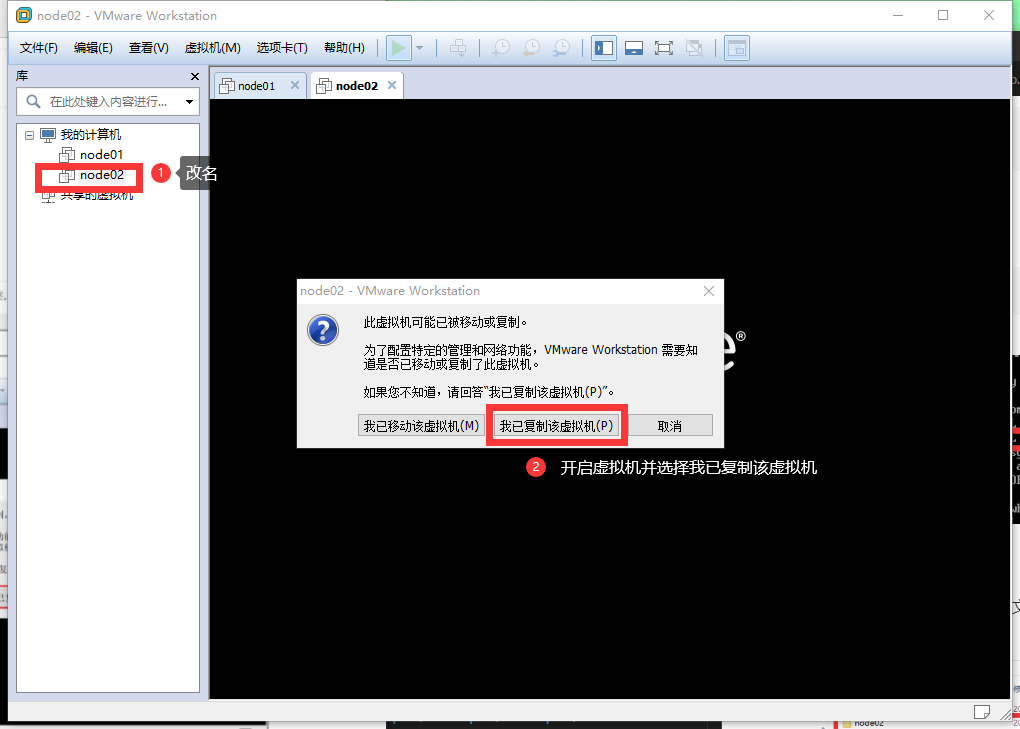 node02 - VMware Workstation
文件(F) 编辑(E) 查看(V) 虚拟机(M) 选项卡(T) 帮助(H)
库
在此处键入内容进行...
我的计算机
node01
node02
共享的虚拟机
1 改名
node01
node02
node02 - VMware Workstation
此虚拟机可能已被移动或复制。
为了配置特定的管理和网络功能，VMware Workstation 需要知
道是否已移动或复制了此虚拟机。
如果您不知道，请回答“我已复制该虚拟机(P)”。
我已移动该虚拟机(M) 我已复制该虚拟机(P) 取消
e®
2 开启虚拟机并选择我已复制该虚拟机
node02